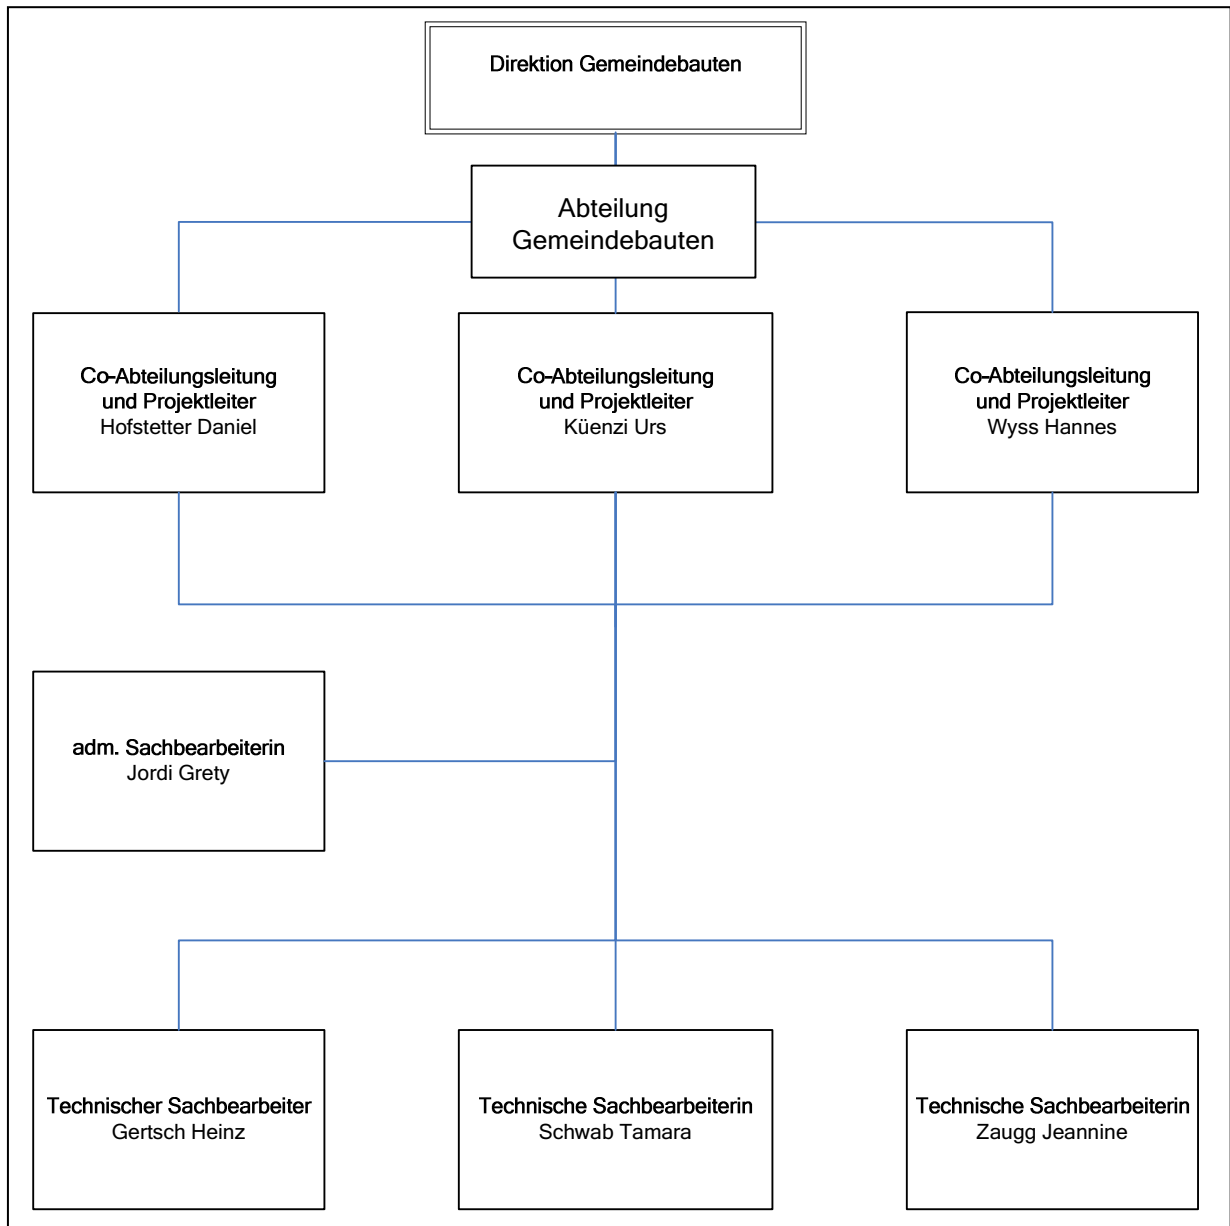 Direktion Gemeindebauten
Abteilung
Gemeindebauten
Co-Abteilungsleitung
und Projektleiter
Hofstetter Daniel
Co-Abteilungsleitung
und Projektleiter
Küenzi Urs
Co-Abteilungsleitung
und Projektleiter
Wyss Hannes
adm. Sachbearbeiterin
Jordi Grety
Technischer Sachbearbeiter
Gertsch Heinz
Technische Sachbearbeiterin
Schwab Tamara
Technische Sachbearbeiterin
Zaugg Jeannine